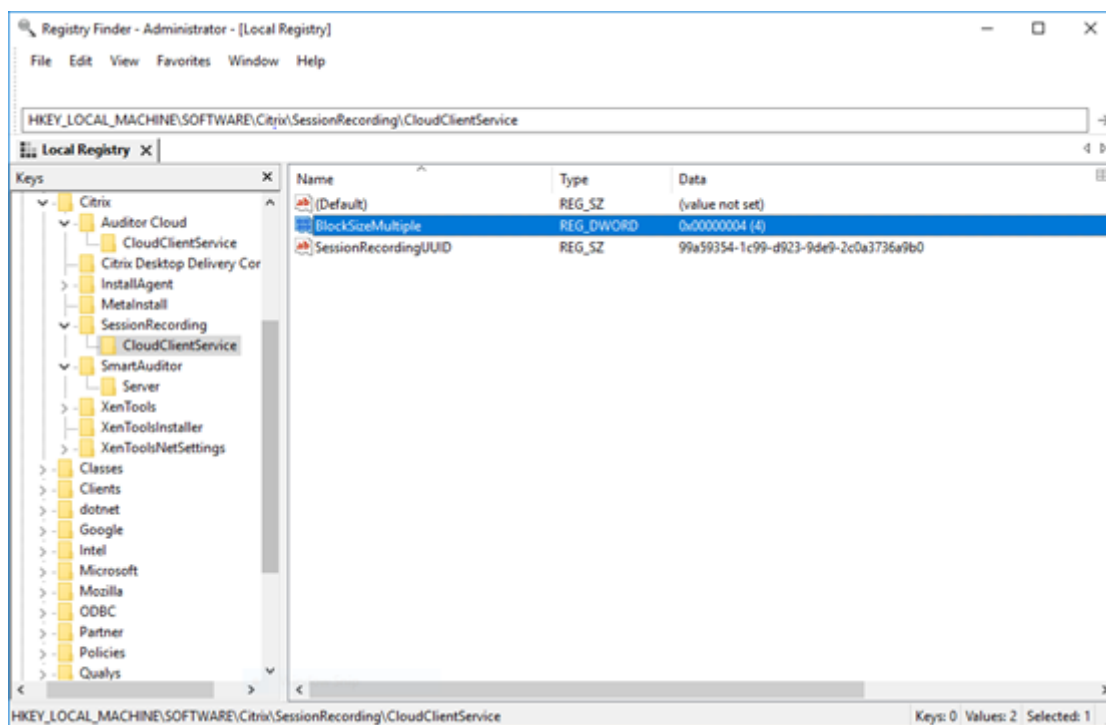 Registry Finder - Administrator - [Local Registry]
File Edit View Favorites Window Help
HKEY_LOCAL_MACHINE\SOFTWARE\Citrix\SessionRecording\CloudClientService
Local Registry
Keys
Name Type Data
Citrix
Auditor Cloud
CloudClientService
Citrix Desktop Delivery Cor
InstallAgent
MetaInstall
SessionRecording
CloudClientService
SmartAuditor
Server
XenTools
XenToolsInstaller
XenToolsNetSettings
Classes
Clients
dotnet
Google
Intel
Microsoft
Mozilla
ODBC
Partner
Policies
Qualys
(Default) REG_SZ (value not set)
BlockSizeMultiple REG_DWORD 0x00000004 (4)
SessionRecordingUUID REG_SZ 99a59354-1c99-d923-9de9-2c0a3736a9b0
HKEY_LOCAL_MACHINE\SOFTWARE\Citrix\SessionRecording\CloudClientService
Keys: 0 Values: 2 Selected: 1